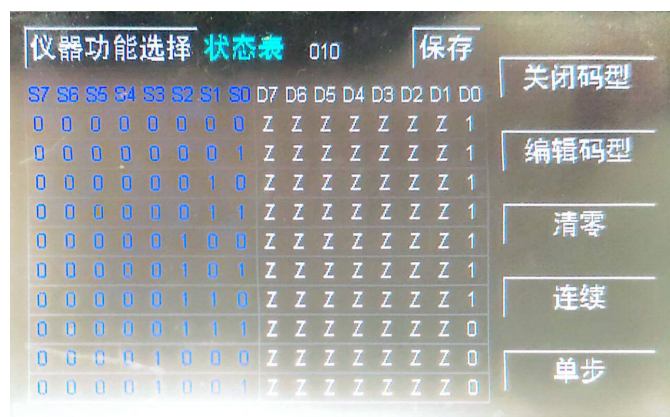 仪器功能选择 状态表 010 保存
关闭码型
S7 S6 S5 S4 S3 S2 S1 S0 D7 D6 D5 D4 D3 D2 D1 D0
0 0 0 0 0 0 0 0 Z Z Z Z Z Z Z 1
0 0 0 0 0 0 0 1 Z Z Z Z Z Z Z 1
编辑码型
0 0 0 0 0 0 1 0 Z Z Z Z Z Z Z 1
0 0 0 0 0 0 1 1 Z Z Z Z Z Z Z 1
清零
0 0 0 0 0 1 0 0 Z Z Z Z Z Z Z 1
0 0 0 0 0 1 0 1 Z Z Z Z Z Z Z 1
0 0 0 0 0 1 1 0 Z Z Z Z Z Z Z 1
连续
0 0 0 0 0 1 1 1 Z Z Z Z Z Z Z 0
0 0 0 0 1 0 0 0 Z Z Z Z Z Z Z 0
单步
0 0 0 0 1 0 0 1 Z Z Z Z Z Z Z 0